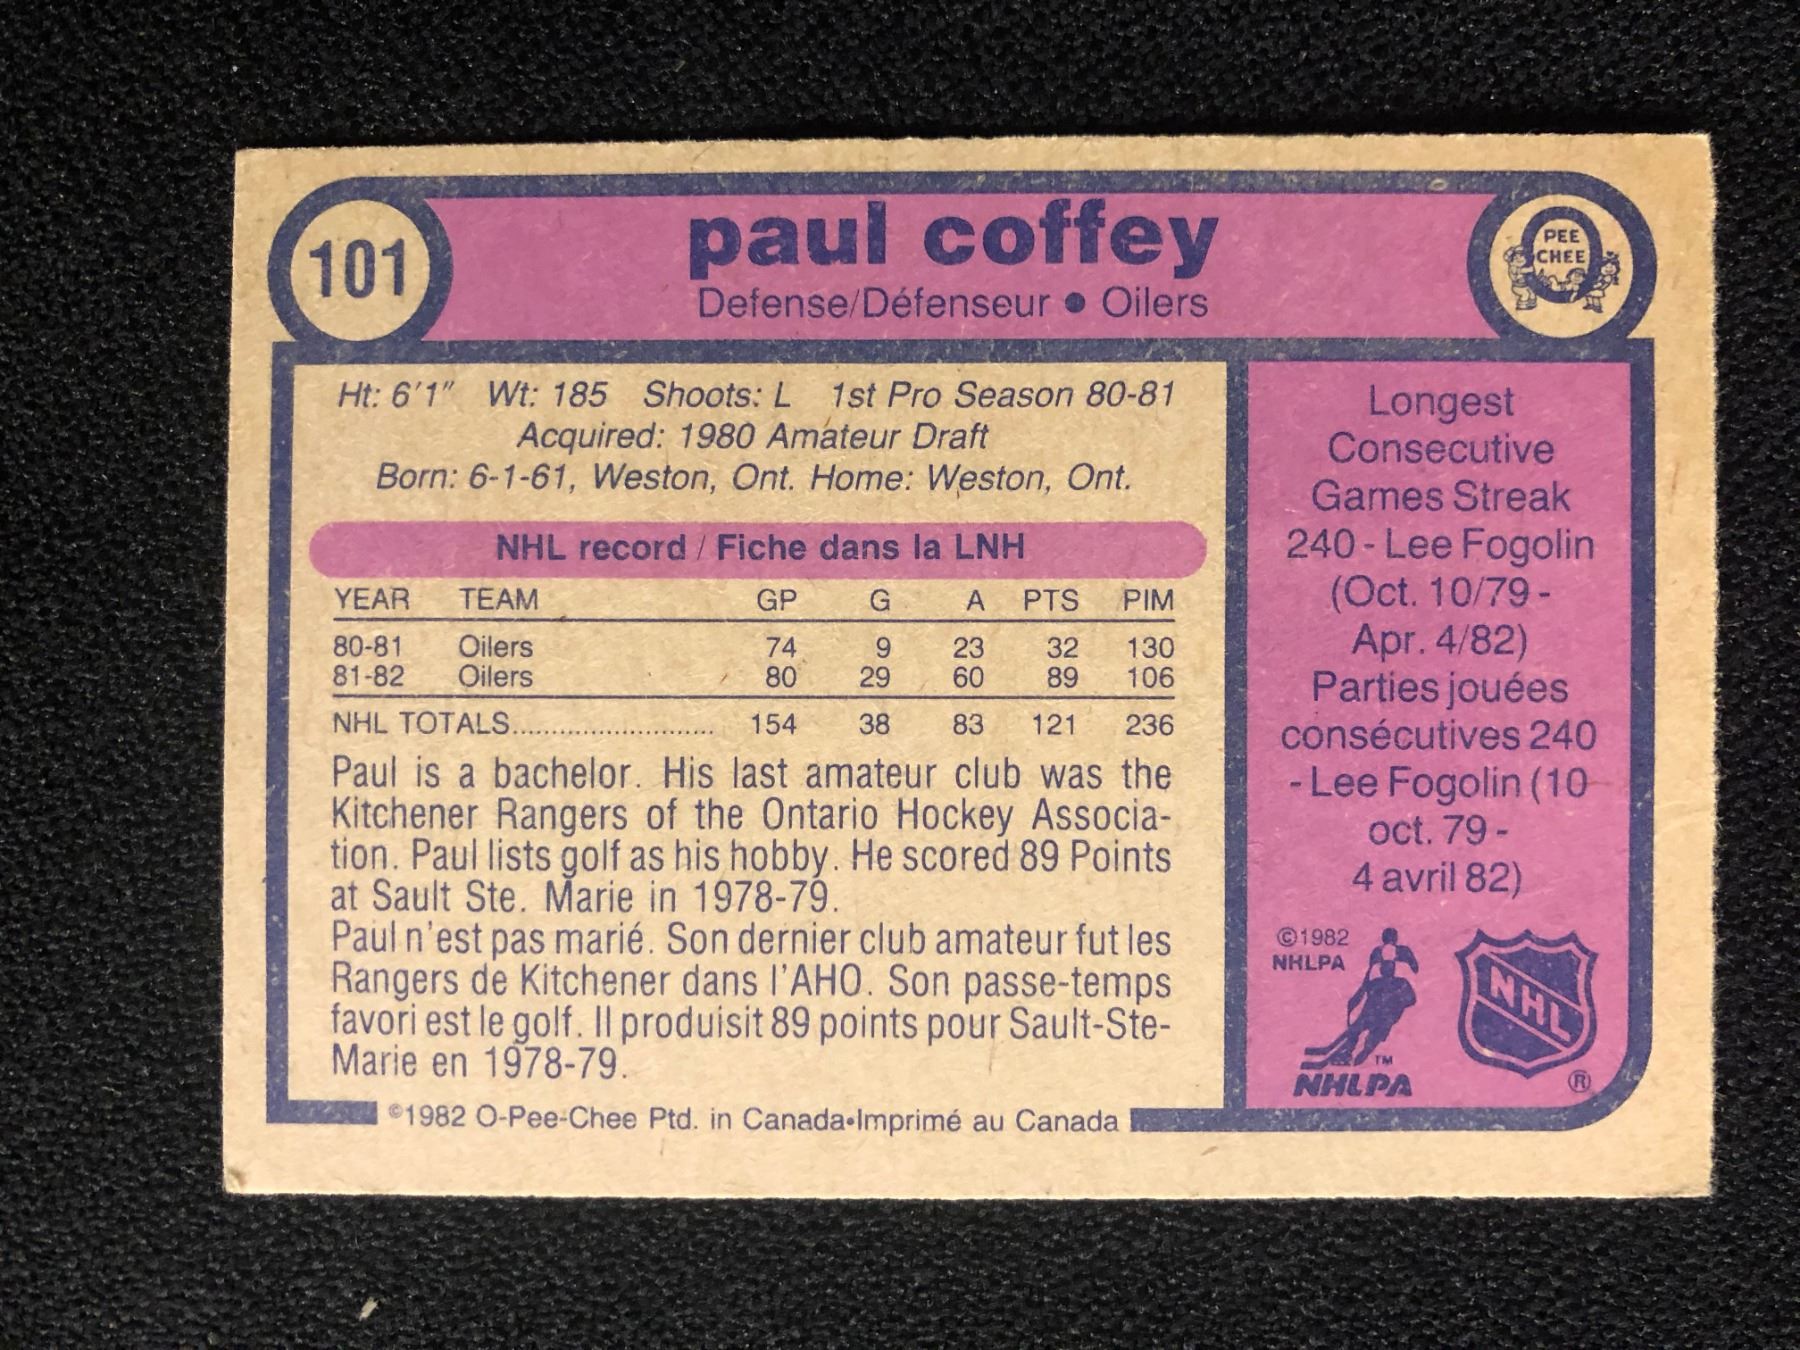 101
paul coffey
Defense/Défenseur • Oilers
PEE
CHEE
Ht: 6'1" Wt: 185 Shoots: L 1st Pro Season 80-81
Acquired: 1980 Amateur Draft
Born: 6-1-61, Weston, Ont. Home: Weston, Ont.
NHL record / Fiche dans la LNH
YEAR TEAM GP G A PTS PIM
80-81 Oilers 74 9 23 32 130
81-82 Oilers 80 29 60 89 106
NHL TOTALS.......................... 154 38 83 121 236
Paul is a bachelor. His last amateur club was the
Kitchener Rangers of the Ontario Hockey Associa-
tion. Paul lists golf as his hobby. He scored 89 Points
at Sault Ste. Marie in 1978-79.
Paul n'est pas marié. Son dernier club amateur fut les
Rangers de Kitchener dans l'AHO. Son passe-temps
favori est le golf. Il produisit 89 points pour Sault-Ste-
Marie en 1978-79.
©1982 O-Pee-Chee Ptd. in Canada•Imprimé au Canada
Longest
Consecutive
Games Streak
240 - Lee Fogolin
(Oct. 10/79 -
Apr. 4/82)
Parties jouées
consécutives 240
- Lee Fogolin (10
oct. 79 -
4 avril 82)
©1982
NHLPA
TM
NHLPA
NHL
®